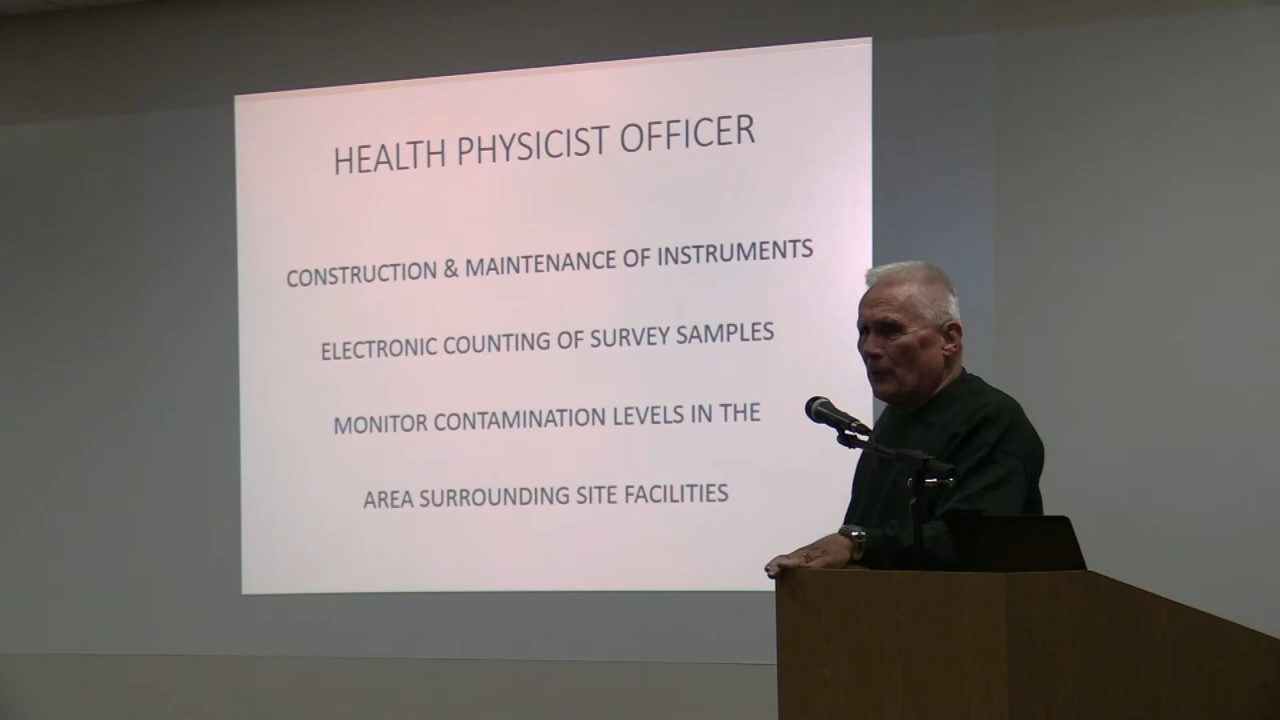 HEALTH PHYSICIST OFFICER
CONSTRUCTION & MAINTENANCE OF INSTRUMENTS
ELECTRONIC COUNTING OF SURVEY SAMPLES
MONITOR CONTAMINATION LEVELS IN THE
AREA SURROUNDING SITE FACILITIES